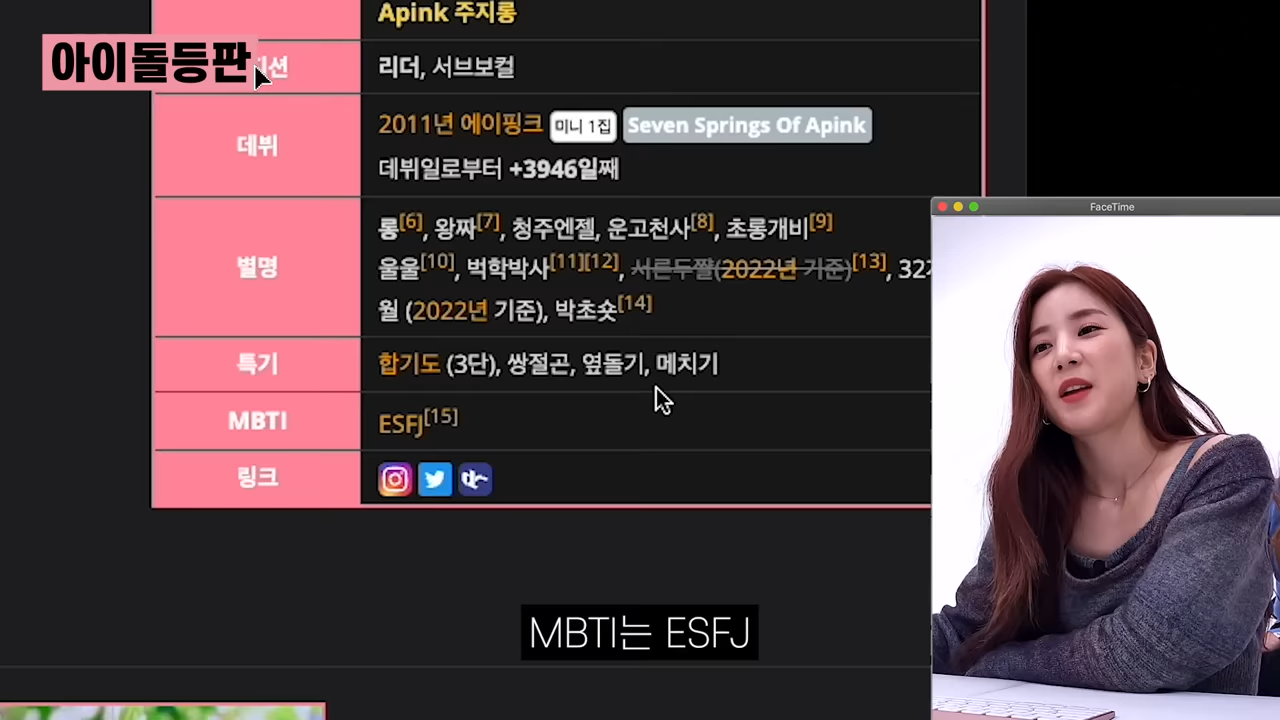 Apink 주지롱
아이돌등판
션
리더, 서브보컬
데뷔
2011년 에이핑크 미니 1집 Seven Springs Of Apink
데뷔일로부터 +3946일째
별명
롱[6], 왕짜[7], 청주엔젤, 운고천사[8], 초롱개비[9]
울울[10], 벅학박사[11][12], 서른두짤(2022년 기준)[13], 32
월 (2022년 기준), 박초숏[14]
특기
합기도 (3단), 쌍절곤, 옆돌기, 메치기
MBTI
ESFJ[15]
링크
FaceTime
MBTI는 ESFJ